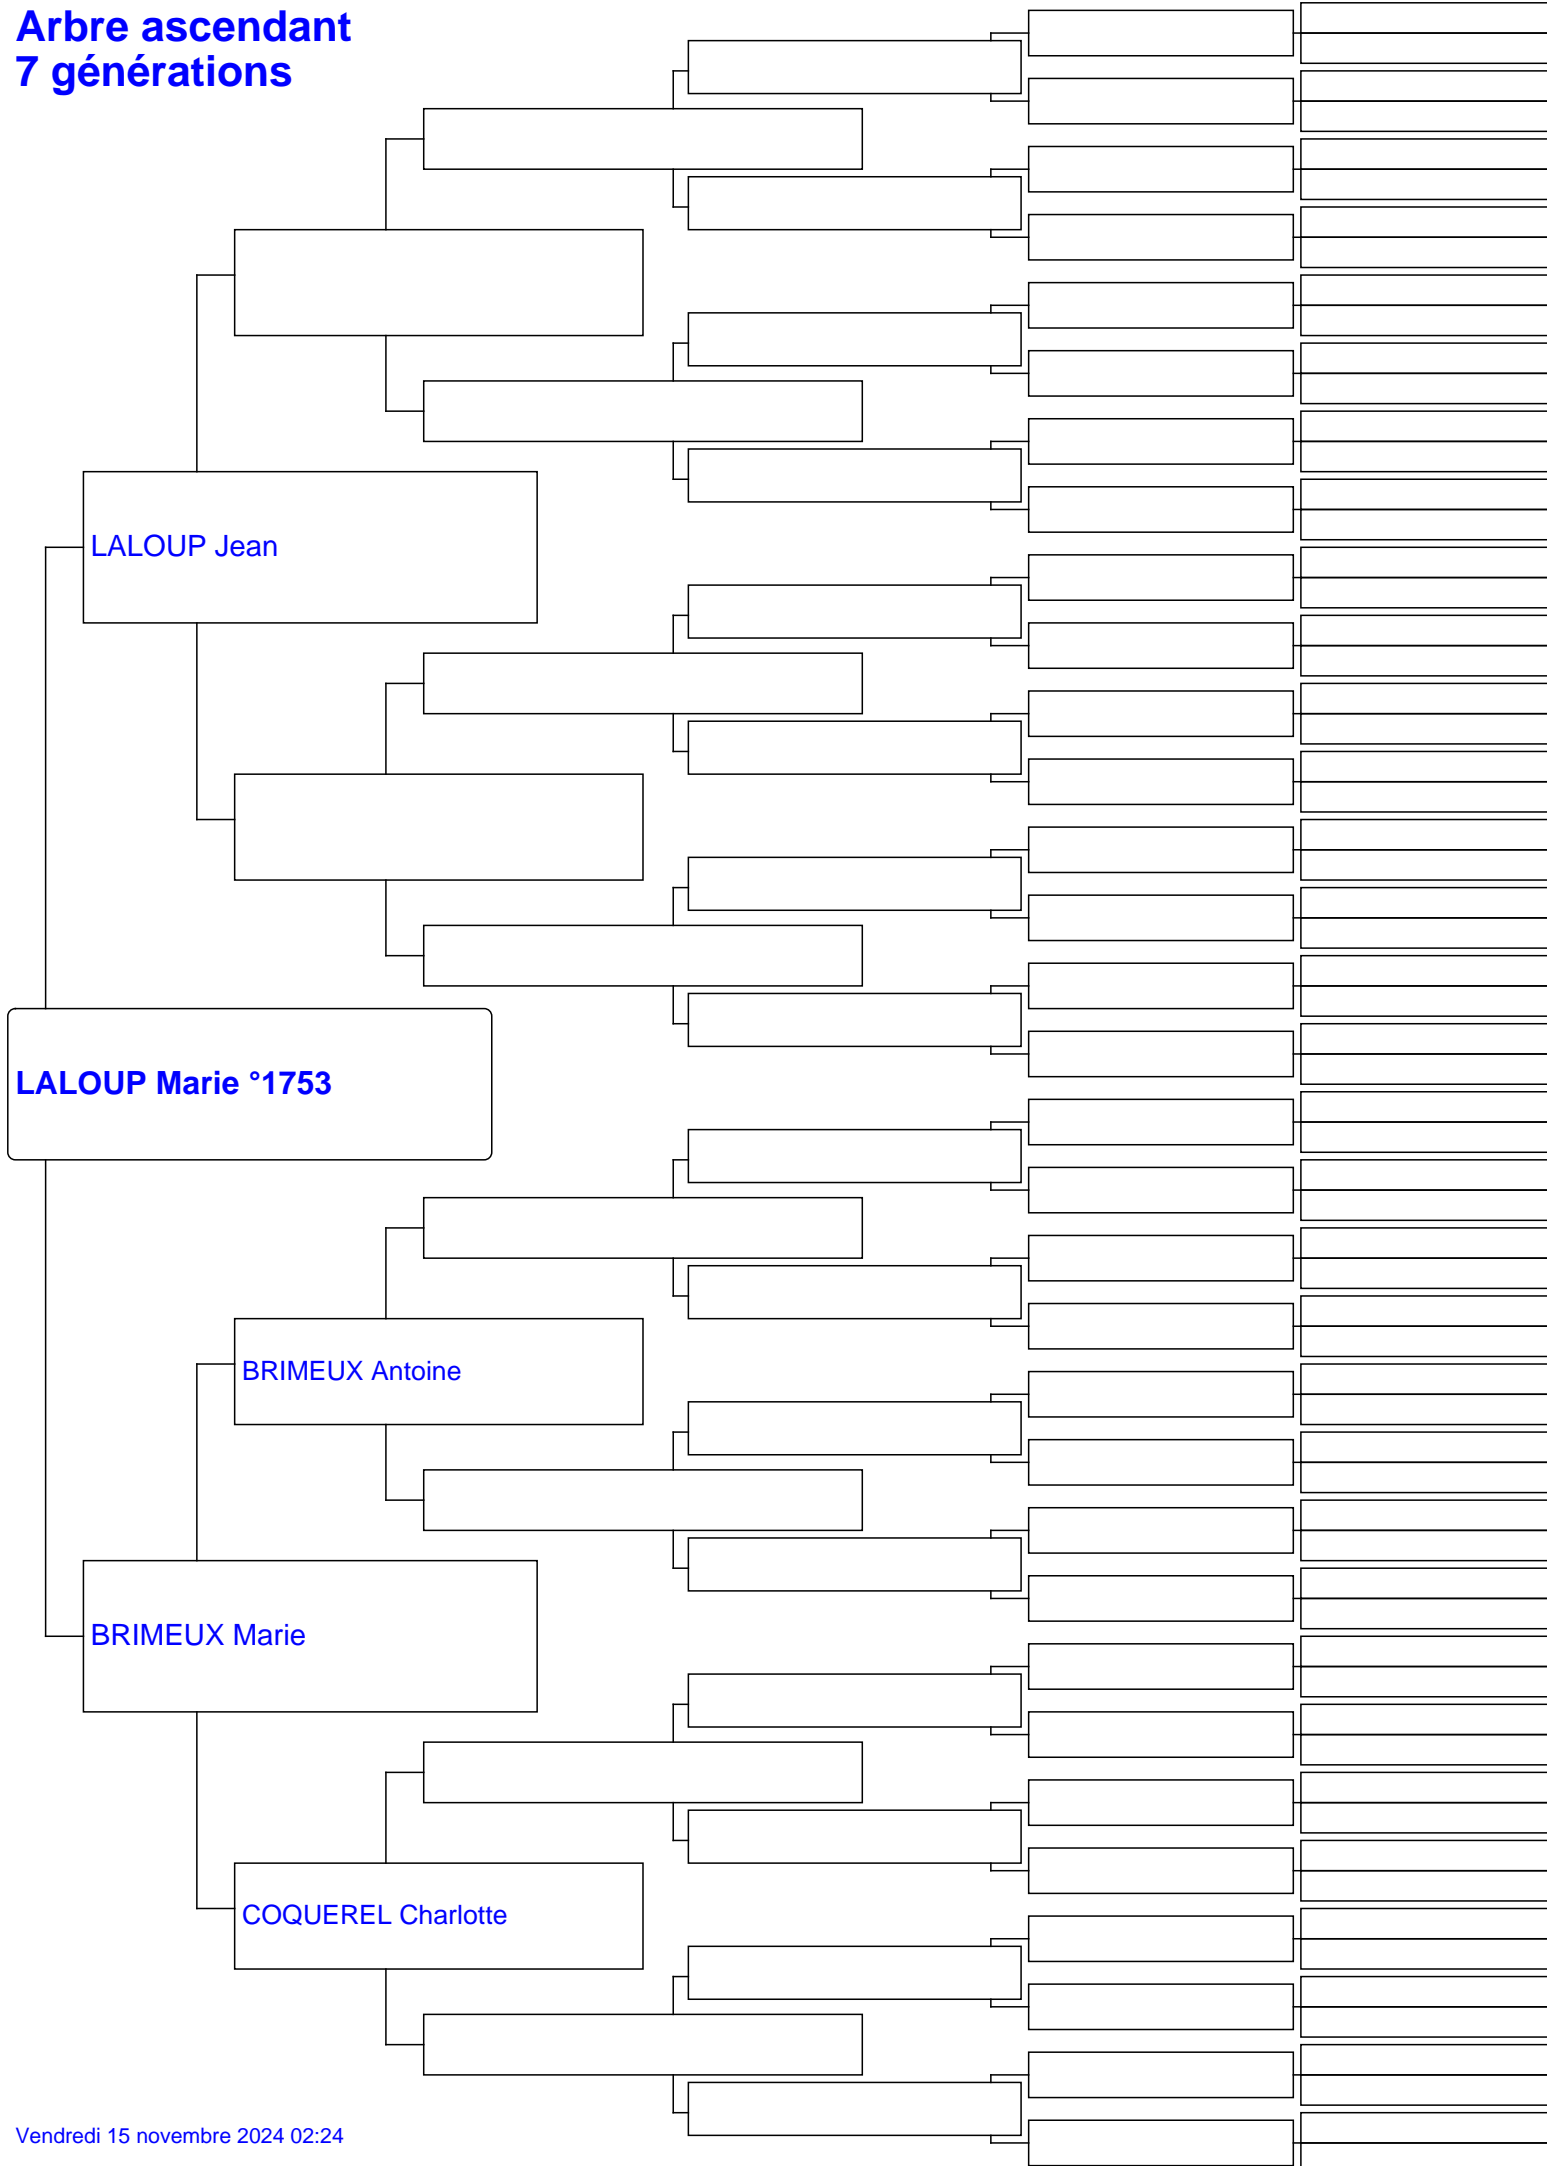 Arbre ascendant
7 générations
LALOUP Jean
LALOUP Marie °1753
BRIMEUX Antoine
BRIMEUX Marie
COQUEREL Charlotte
Vendredi 15 novembre 2024 02:24